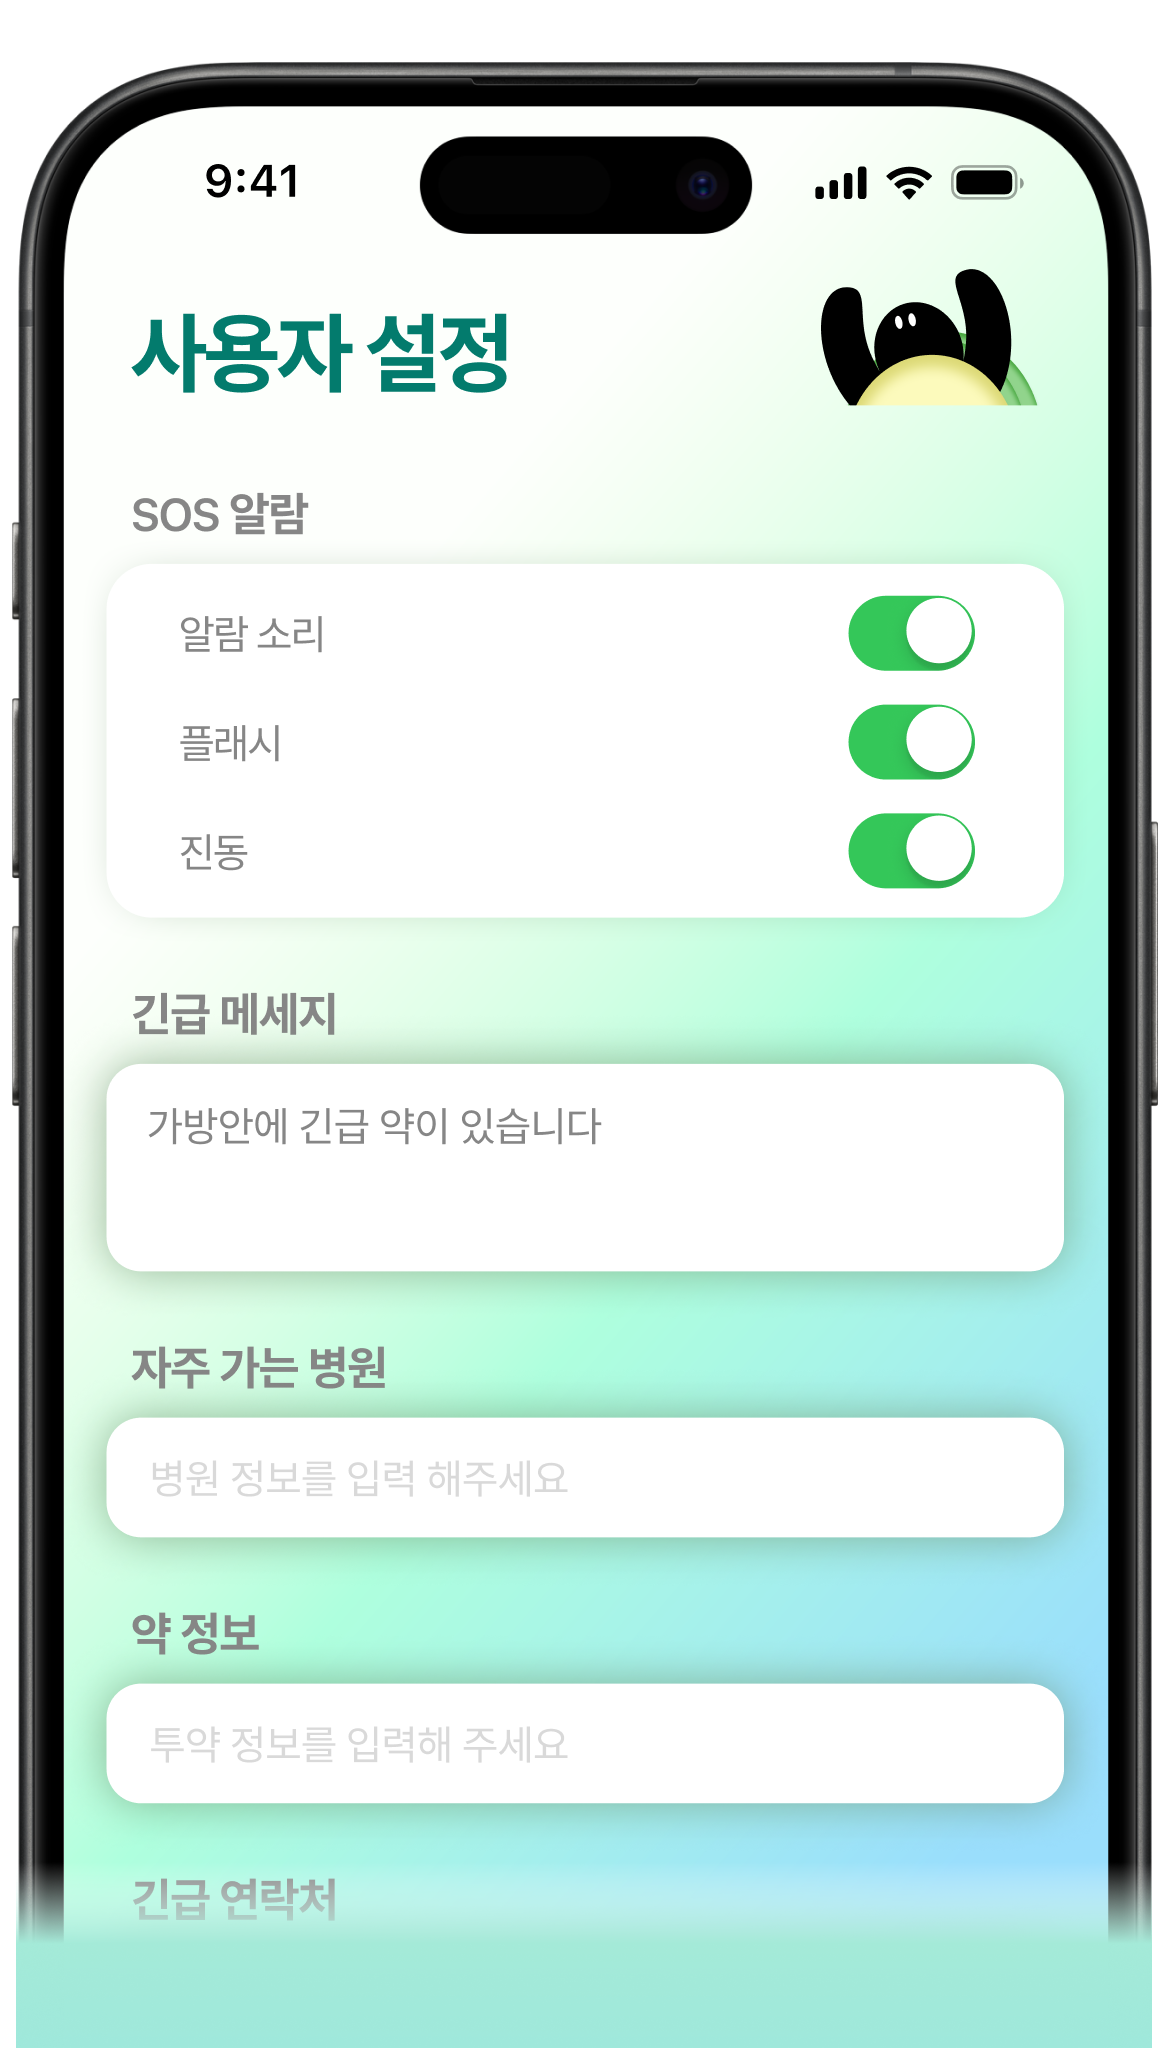 9:41
사용자 설정
SOS 알람
알람 소리
플래시
진동
긴급 메세지
가방안에 긴급 약이 있습니다
자주 가는 병원
병원 정보를 입력 해주세요
약 정보
투약 정보를 입력해 주세요
긴급 연락처